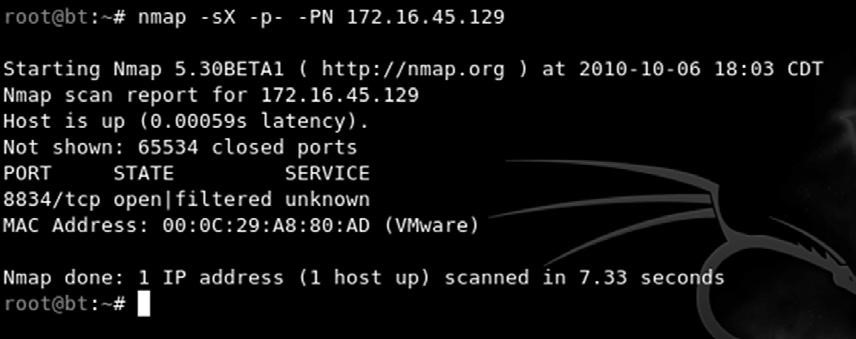 root@bt:~# nmap -sX -p- -PN 172.16.45.129
Starting Nmap 5.30BETA1 ( http://nmap.org ) at 2010-10-06 18:03 CDT
Nmap scan report for 172.16.45.129
Host is up (0.00059s latency).
Not shown: 65534 closed ports
PORT     STATE         SERVICE
8834/tcp open|filtered unknown
MAC Address: 00:0C:29:A8:80:AD (VMware)
Nmap done: 1 IP address (1 host up) scanned in 7.33 seconds
root@bt:~#